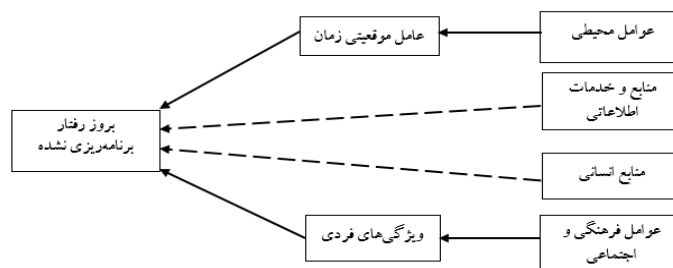 عوامل محیطی
عامل موقعیتی زمان
منابع و خدمات
اطلاعاتی
بروز رفتار
برنامه‌ریزی نشده
منابع انسانی
عوامل فرهنگی و
اجتماعی
ویژگی‌های فردی